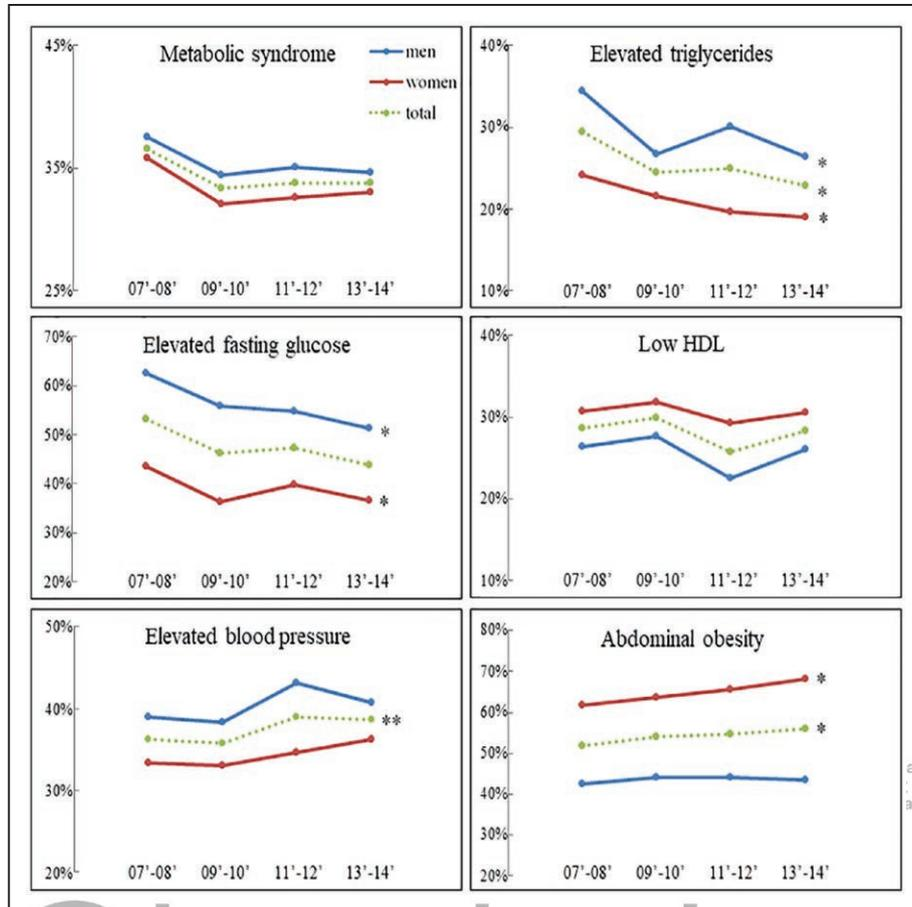 Metabolic syndrome
men
women
total
45%
35%
25%
07’-08’ 09’-10’ 11’-12’ 13’-14’
Elevated triglycerides
40%
30%
20%
10%
*
*
*
07’-08’ 09’-10’ 11’-12’ 13’-14’
Elevated fasting glucose
70%
60%
50%
40%
30%
20%
*
*
07’-08’ 09’-10’ 11’-12’ 13’-14’
Low HDL
40%
30%
20%
10%
07’-08’ 09’-10’ 11’-12’ 13’-14’
Elevated blood pressure
50%
40%
30%
20%
**
07’-08’ 09’-10’ 11’-12’ 13’-14’
Abdominal obesity
80%
70%
60%
50%
40%
30%
20%
*
*
07’-08’ 09’-10’ 11’-12’ 13’-14’